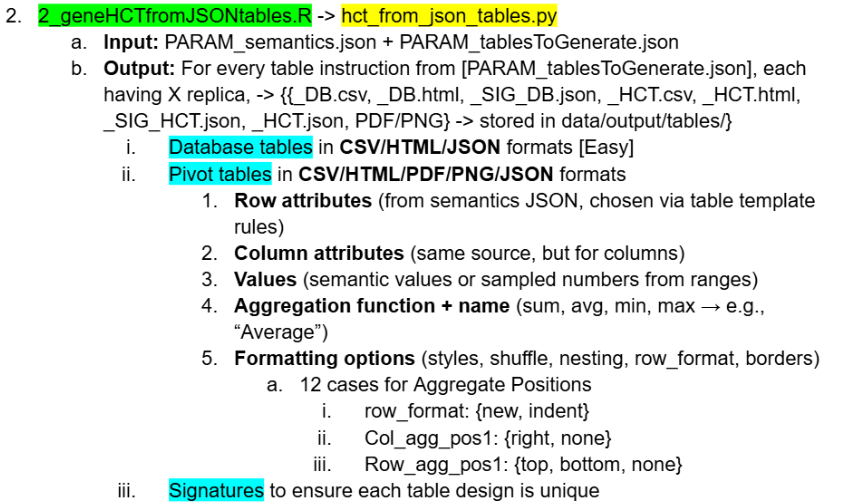 2. 2_geneHCTfromJSONtables.R -> hct_from_json_tables.py
a. Input: PARAM_semantics.json + PARAM_tablesToGenerate.json
b. Output: For every table instruction from [PARAM_tablesToGenerate.json], each
having X replica, -> {{_DB.csv, _DB.html, _SIG_DB.json, _HCT.csv, _HCT.html,
_SIG_HCT.json, _HCT.json, PDF/PNG} -> stored in data/output/tables/}
i. Database tables in CSV/HTML/JSON formats [Easy]
ii. Pivot tables in CSV/HTML/PDF/PNG/JSON formats
1. Row attributes (from semantics JSON, chosen via table template
rules)
2. Column attributes (same source, but for columns)
3. Values (semantic values or sampled numbers from ranges)
4. Aggregation function + name (sum, avg, min, max → e.g.,
“Average”)
5. Formatting options (styles, shuffle, nesting, row_format, borders)
a. 12 cases for Aggregate Positions
i. row_format: {new, indent}
ii. Col_agg_pos1: {right, none}
iii. Row_agg_pos1: {top, bottom, none}
iii. Signatures to ensure each table design is unique